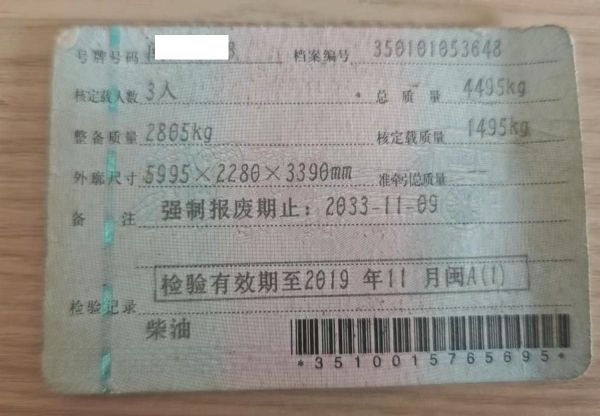 号牌号码 8 档案编号 350101053648
核定载人数 3人 总质量 4495kg
整备质量 2805kg 核定载质量 1495kg
外廓尺寸 5995×2280×3390mm 准牵引总质量
备注 强制报废期止：2033-11-09
检验有效期至2019 年11 月闽A(1)
检验记录
柴油
*3510015765695*